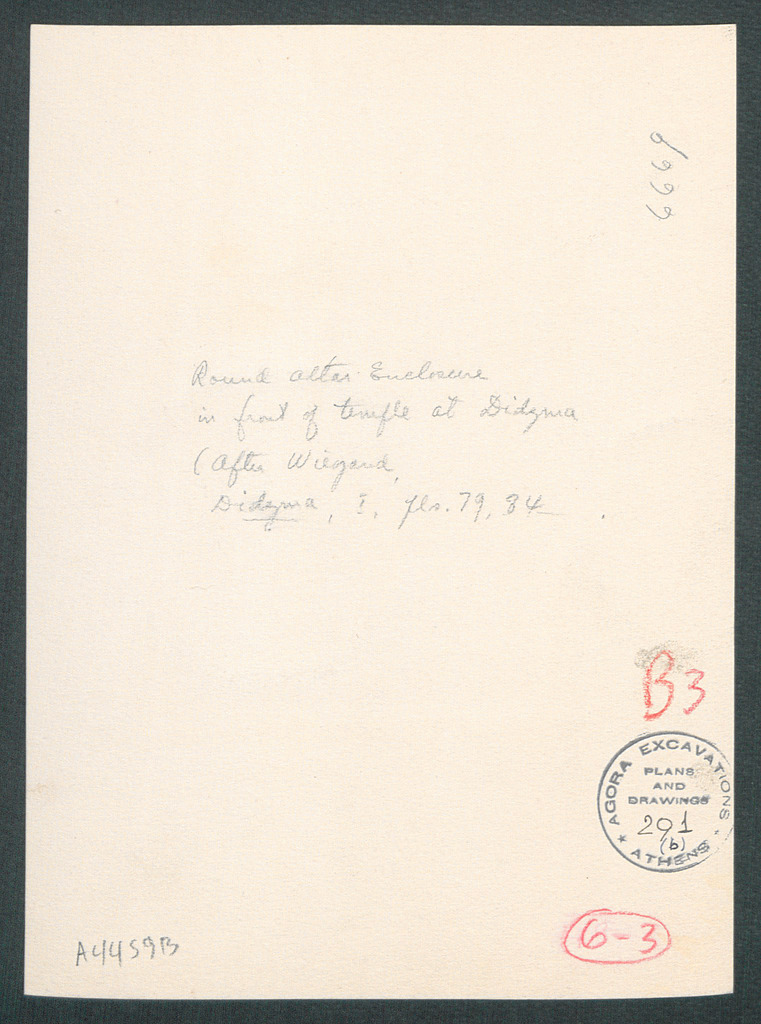 Round Altar Enclosure
in front of temple at Didyma
(After Wiegand,
Didyma, I, pls. 79, 84
B3
AGORA EXCAVATIONS
PLANS
AND
DRAWINGS
291
(b)
★ ATHENS
6-3
A4459B